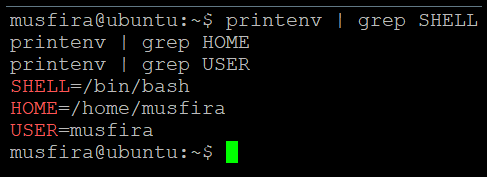 musfira@ubuntu:~$ printenv | grep SHELL
printenv | grep HOME
printenv | grep USER
SHELL=/bin/bash
HOME=/home/musfira
USER=musfira
musfira@ubuntu:~$